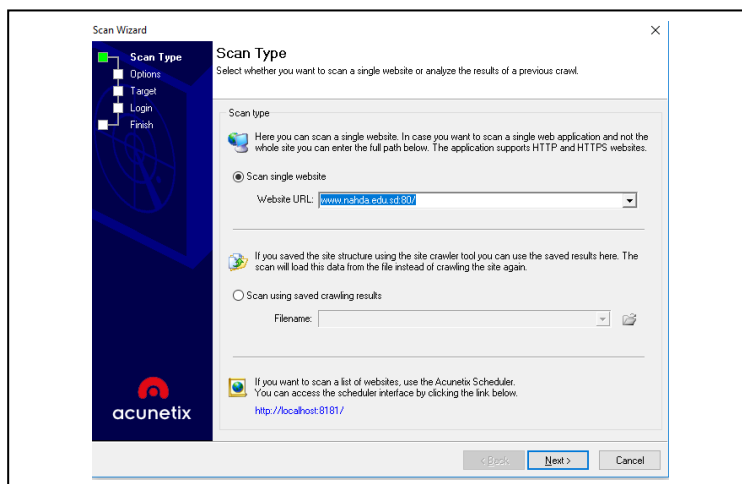 Scan Wizard
Scan Type
Options
Target
Login
Finish
Scan Type
Select whether you want to scan a single website or analyze the results of a previous crawl.
Scan type
Here you can scan a single website. In case you want to scan a single web application and not the
whole site you can enter the full path below. The application supports HTTP and HTTPS websites.
Scan single website
Website URL: www.nahda.edu.sd:80/
If you saved the site structure using the site crawler tool you can use the saved results here. The
scan will load this data from the file instead of crawling the site again.
Scan using saved crawling results
Filename:
If you want to scan a list of websites, use the Acunetix Scheduler.
You can access the scheduler interface by clicking the link below.
http://localhost:8181/
acunetix
< Back Next > Cancel